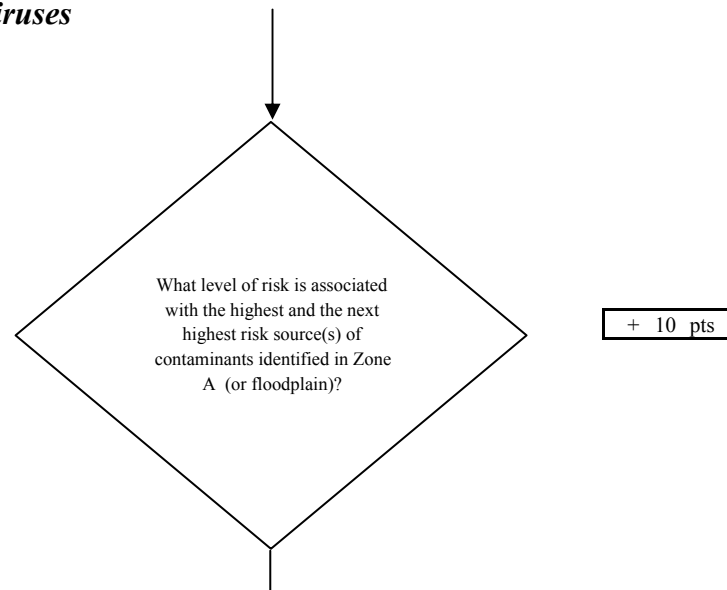 iruses
What level of risk is associated
with the highest and the next
highest risk source(s) of
contaminants identified in Zone
A (or floodplain)?
+ 10 pts